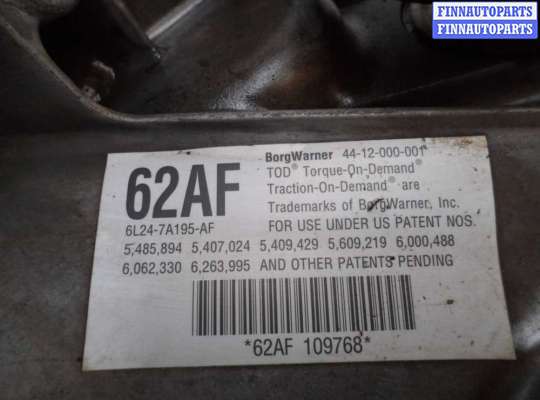 FINNAUTOPARTS
FINNAUTOPARTS
BorgWarner 44-12-000-001
62AF
TOD® Torque-On-Demand®
Traction-On-Demand® are
Trademarks of BorgWarner, Inc.
6L24-7A195-AF
FOR USE UNDER US PATENT NOS.
5,485,894 5,407,024 5,409,429 5,609,219 6,000,488
6,062,330 6,263,995 AND OTHER PATENTS PENDING
*62AF 109768*